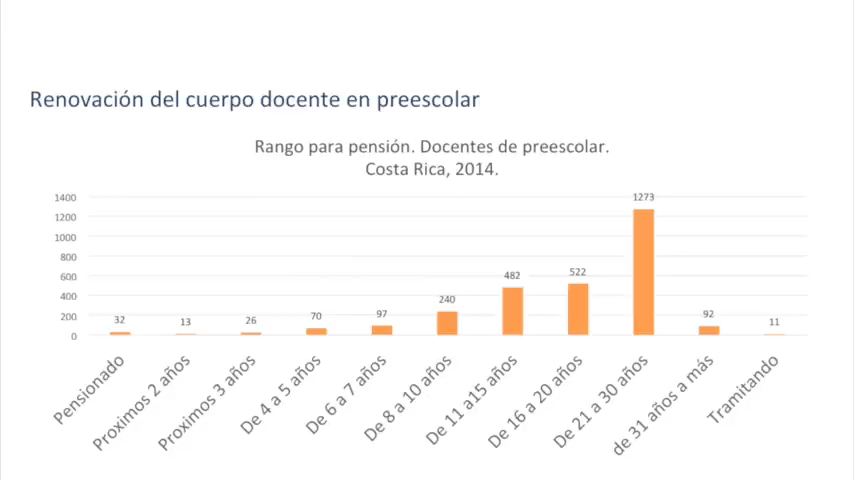 Renovación del cuerpo docente en preescolar
Rango para pensión. Docentes de preescolar.
Costa Rica, 2014.
1400
1200
1000
800
600
400
200
0
32
13
26
70
97
240
482
522
1273
92
11
Pensionado
Proximos 2 años
Proximos 3 años
De 4 a 5 años
De 6 a 7 años
De 8 a 10 años
De 11 a15 años
De 16 a 20 años
De 21 a 30 años
de 31 años a más
Tramitando